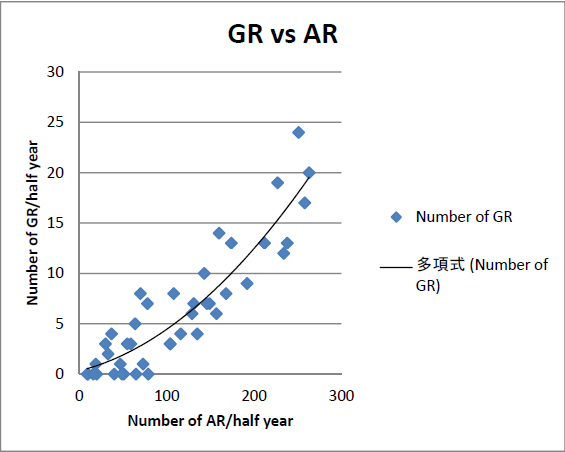 GR vs AR
Number of GR/half year
30
25
20
15
10
5
0
0 100 200 300
Number of AR/half year
Number of GR
多項式 (Number of
GR)